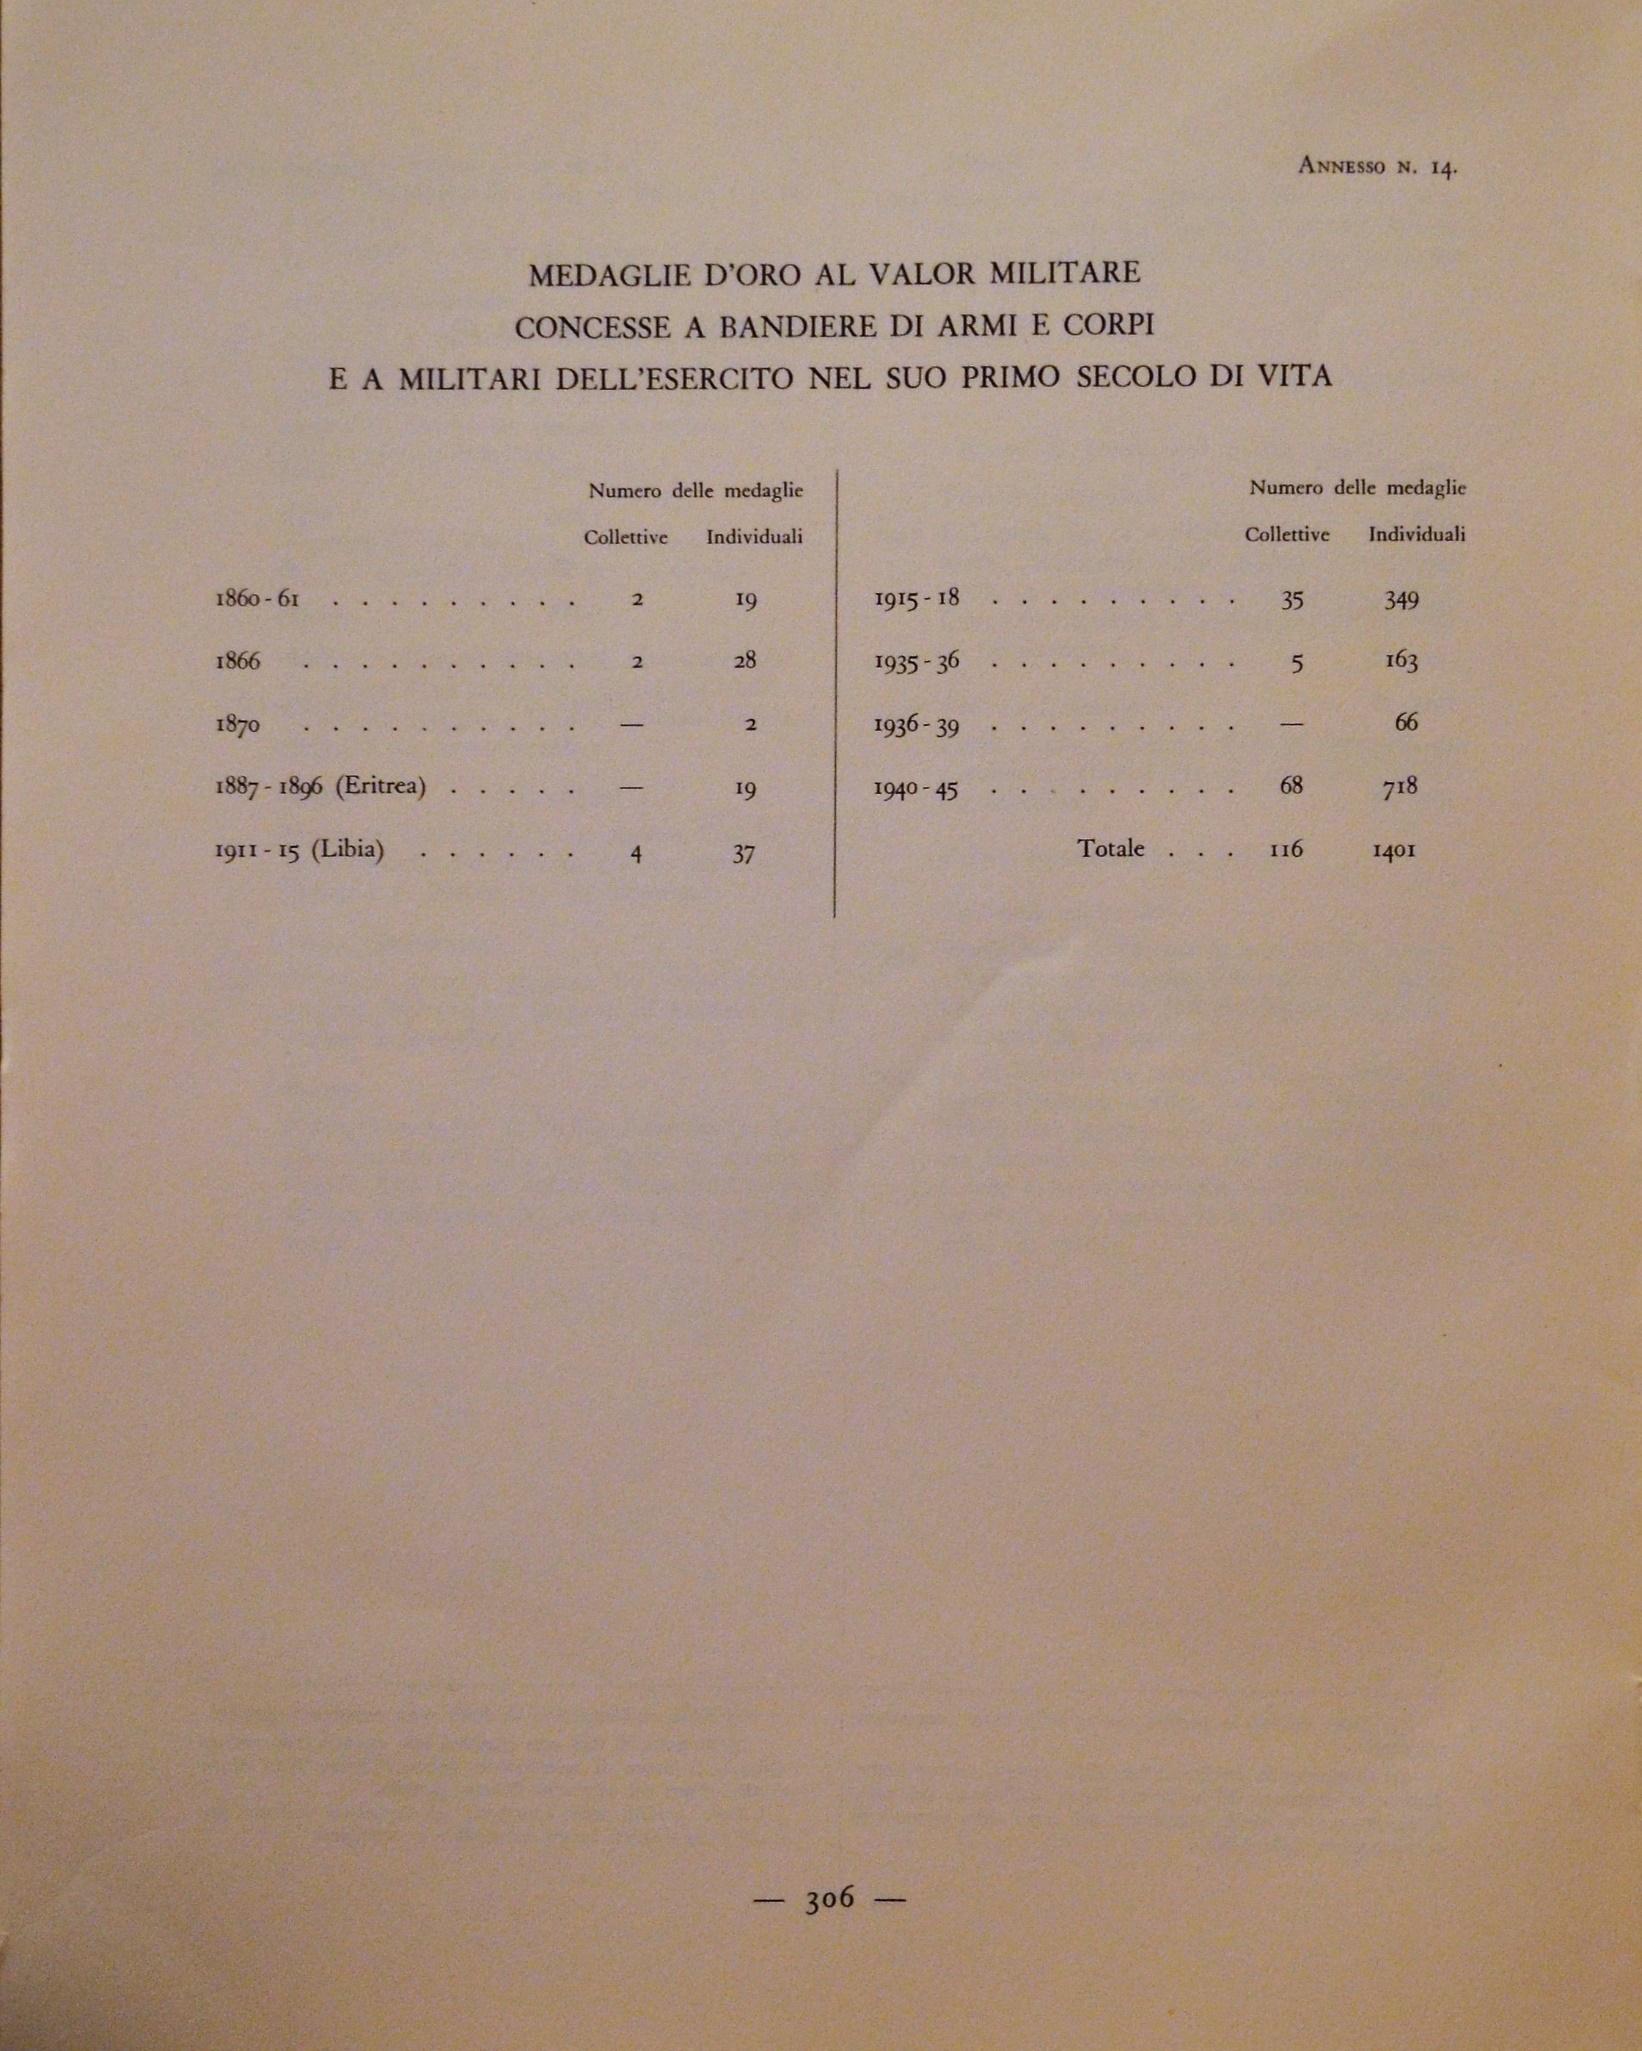 ANNESSO N. 14.
MEDAGLIE D'ORO AL VALOR MILITARE
CONCESSE A BANDIERE DI ARMI E CORPI
E A MILITARI DELL'ESERCITO NEL SUO PRIMO SECOLO DI VITA
Numero delle medaglie
Collettive Individuali
1860-61 . . . . . . . . . 2 19
1866 . . . . . . . . . . 2 28
1870 . . . . . . . . . . — 2
1887-1896 (Eritrea) . . . . . — 19
1911-15 (Libia) . . . . . . 4 37
Numero delle medaglie
Collettive Individuali
1915-18 . . . . . . . . . 35 349
1935-36 . . . . . . . . . 5 163
1936-39 . . . . . . . . . — 66
1940-45 . . . . . . . . . 68 718
Totale . . . 116 1401
— 306 —